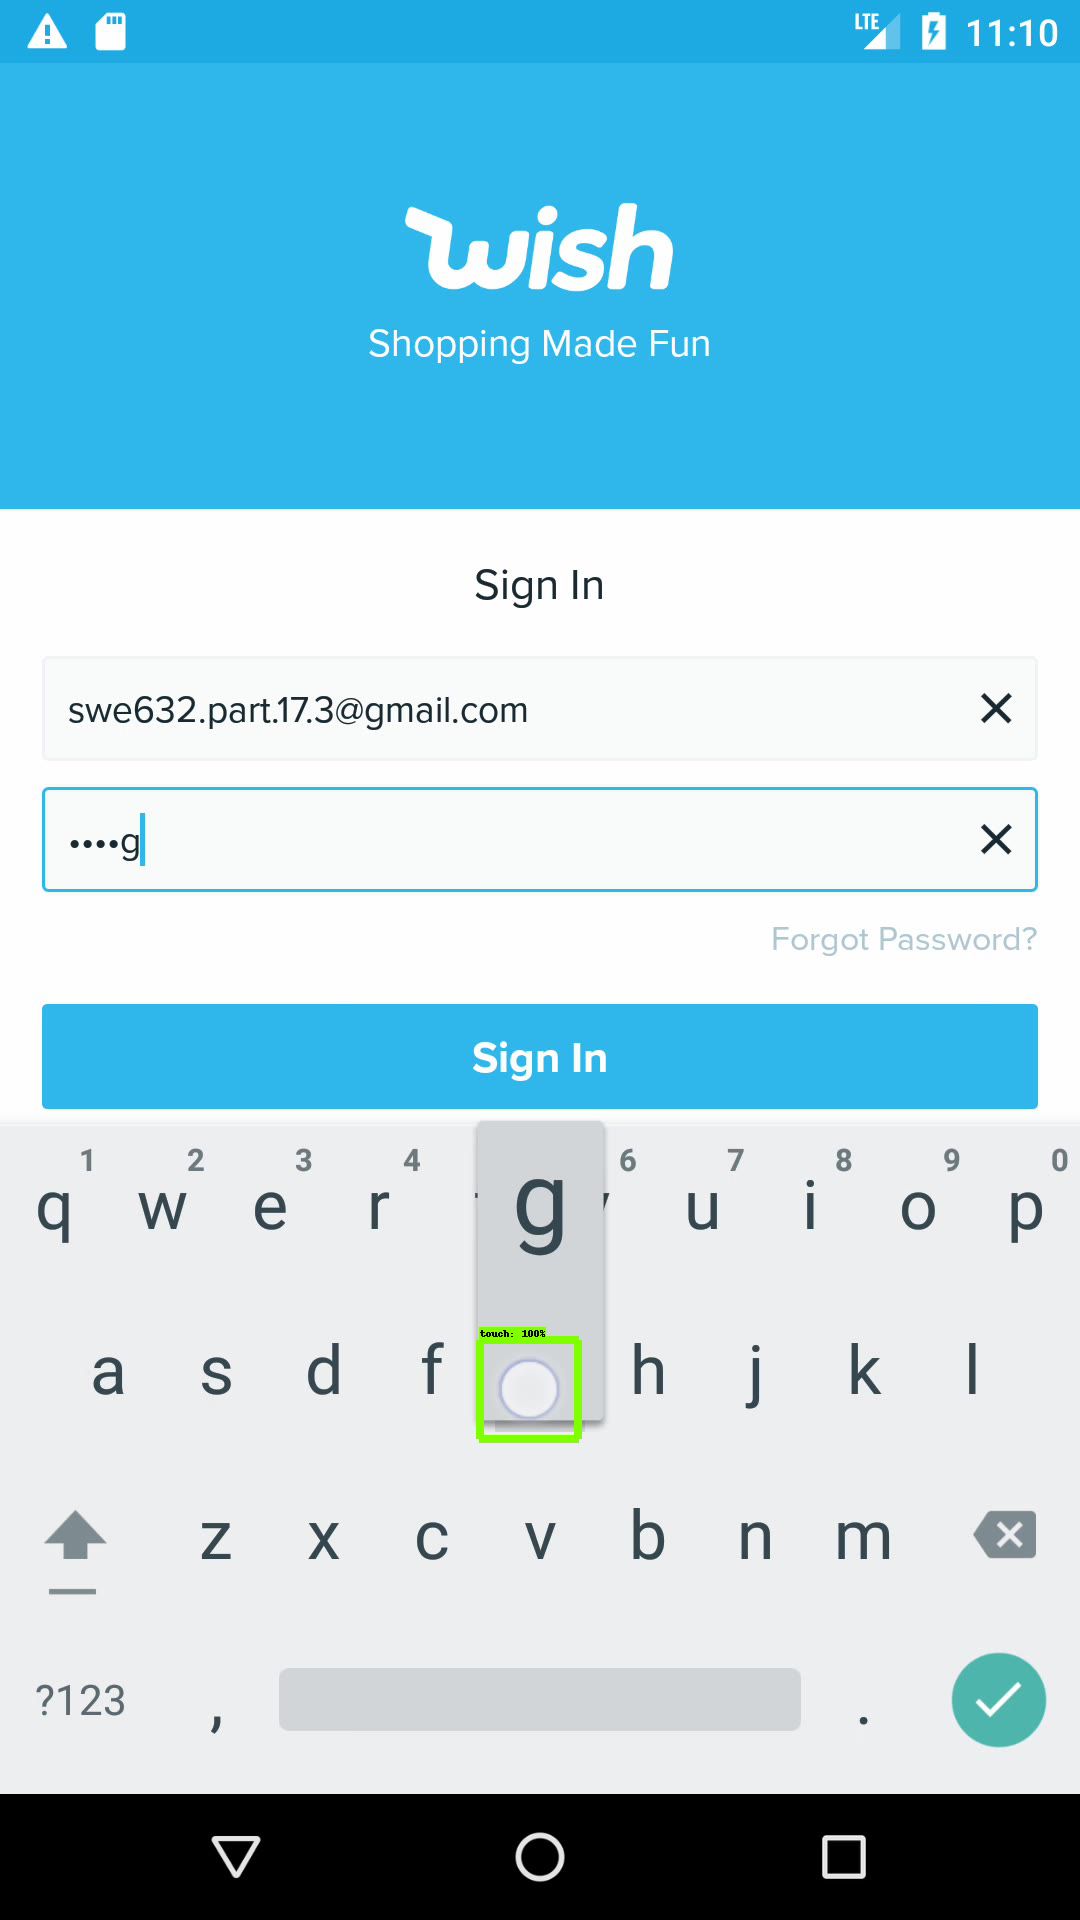 LTE 11:10
wish
Shopping Made Fun
Sign In
swe632.part.17.3@gmail.com
••••g
Forgot Password?
Sign In
1 2 3 4 6 7 8 9 0
q w e r g u i o p
touch: 100%
a s d f h j k l
z x c v b n m
?123 , .